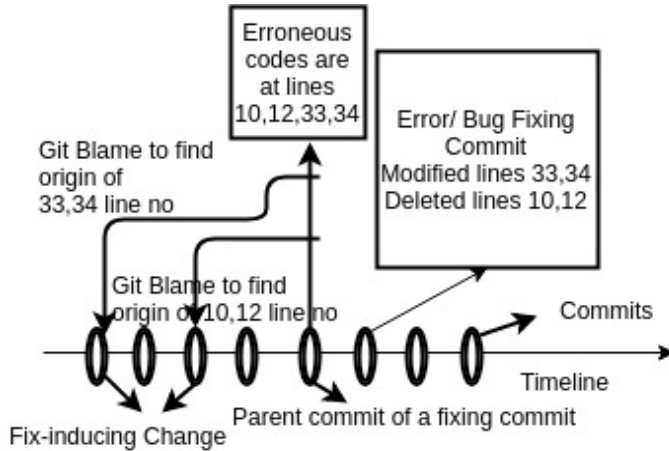 Erroneous
codes are
at lines
10,12,33,34
Error/ Bug Fixing
Commit
Modified lines 33,34
Deleted lines 10,12
Git Blame to find
origin of
33,34 line no
Git Blame to find
origin of 10,12 line no
Commits
Timeline
Parent commit of a fixing commit
Fix-inducing Change